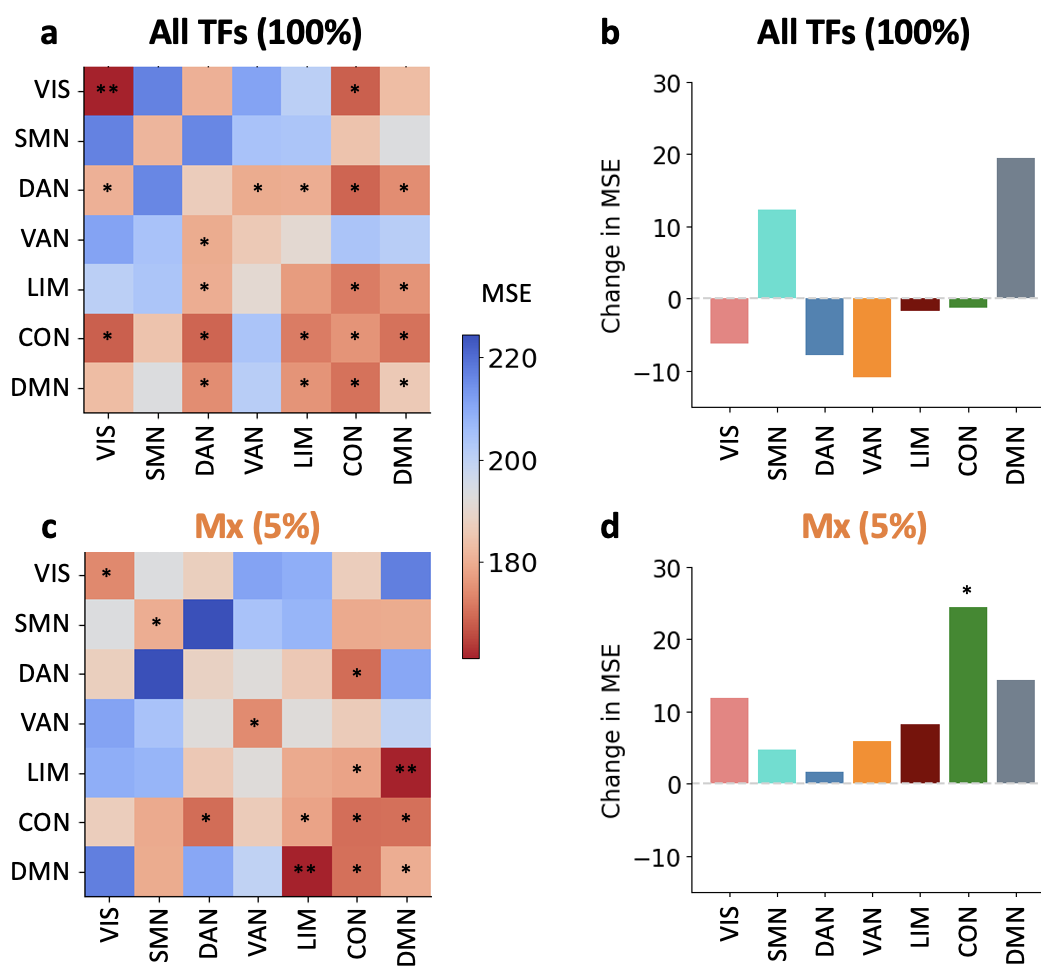 a All TFs (100%)
VIS ** *
SMN
DAN * * * * *
VAN *
LIM * * *
CON * * * * *
DMN * * * *
VIS SMN DAN VAN LIM CON DMN
MSE
220
200
180
b All TFs (100%)
Change in MSE
30
20
10
0
−10
VIS SMN DAN VAN LIM CON DMN
c Mx (5%)
VIS *
SMN *
DAN *
VAN *
LIM * **
CON * * * *
DMN ** * *
VIS SMN DAN VAN LIM CON DMN
d Mx (5%)
Change in MSE
30
20
10
0
−10
*
VIS SMN DAN VAN LIM CON DMN